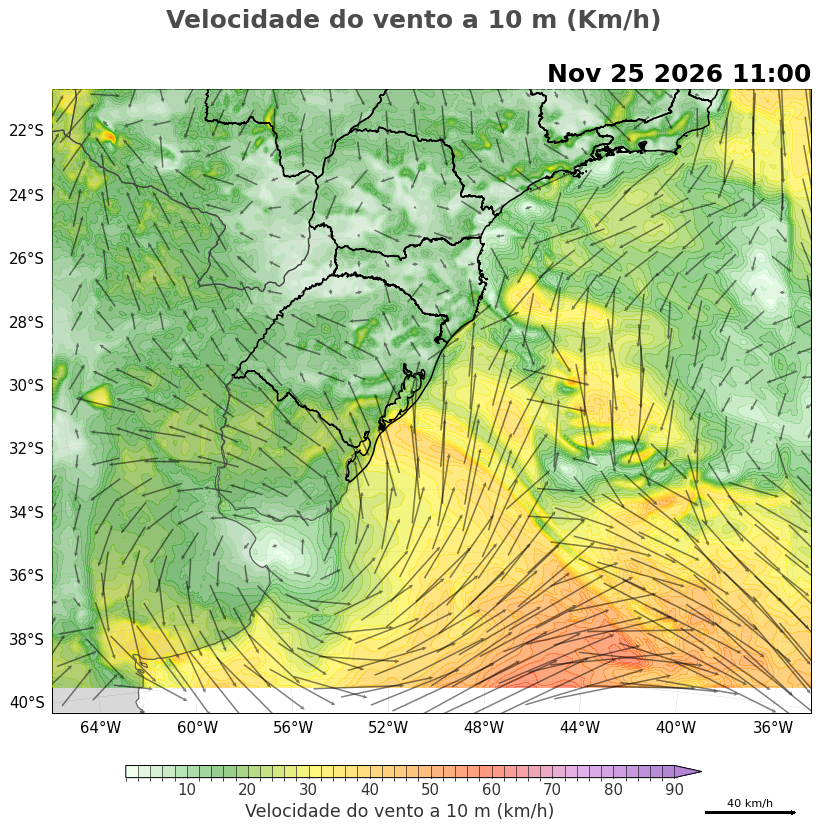 Velocidade do vento a 10 m (Km/h)
Nov 25 2026 11:00
22°S
24°S
26°S
28°S
30°S
32°S
34°S
36°S
38°S
40°S
64°W 60°W 56°W 52°W 48°W 44°W 40°W 36°W
10 20 30 40 50 60 70 80 90
Velocidade do vento a 10 m (km/h)
40 km/h